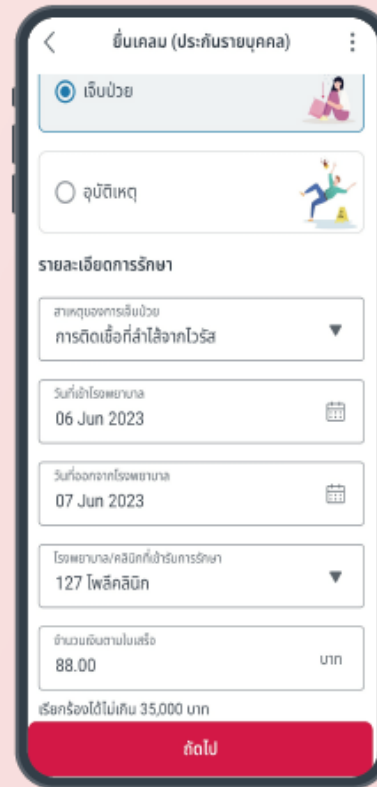 ยื่นเคลม (ประกันรายบุคคล)
เจ็บป่วย
อุบัติเหตุ
รายละเอียดการรักษา
สาเหตุของการเจ็บป่วย
การติดเชื้อที่ลำไส้จากไวรัส
วันที่เข้าโรงพยาบาล
06 Jun 2023
วันที่ออกจากโรงพยาบาล
07 Jun 2023
โรงพยาบาล/คลินิกที่เข้ารับการรักษา
127 โพลีคลินิก
จำนวนเงินตามใบเสร็จ
88.00 บาท
เรียกร้องได้ไม่เกิน 35,000 บาท
ถัดไป